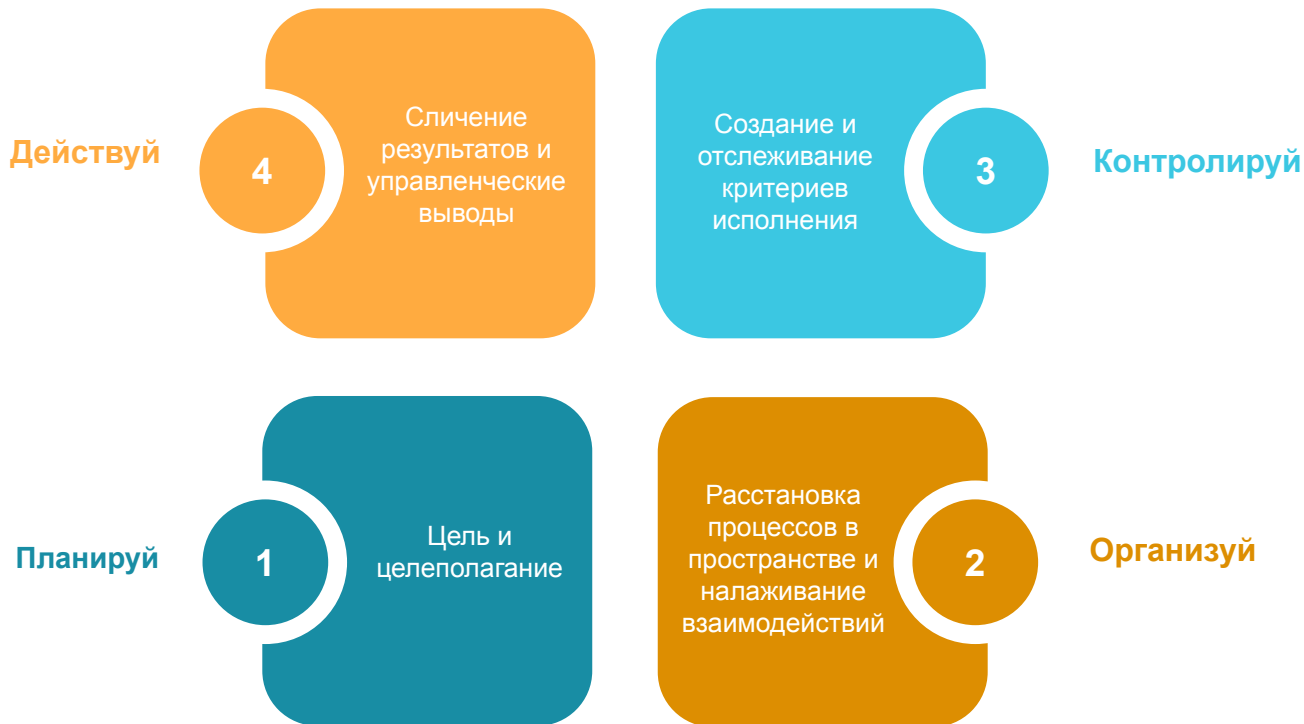 Действуй
4
Сличение
результатов и
управленческие
выводы
Создание и
отслеживание
критериев
исполнения
3
Контролируй
Планируй
1
Цель и
целеполагание
Расстановка
процессов в
пространстве и
налаживание
взаимодействий
2
Организуй